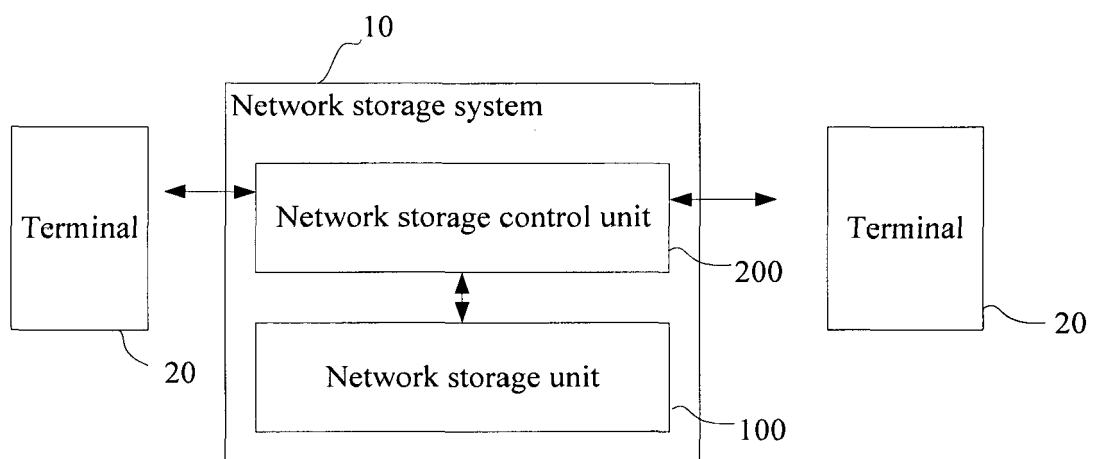 10
Network storage system
Terminal
Network storage control unit
Terminal
200
20
20
Network storage unit
100